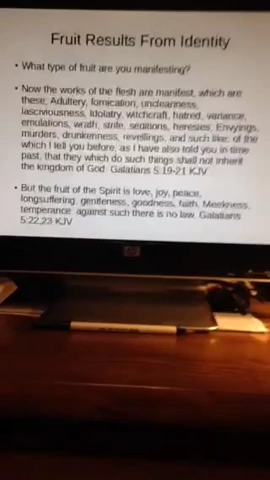 Fruit Results From Identity
• What type of fruit are you manifesting?
• Now the works of the flesh are manifest, which are
these, Adultery, fornication, uncleanness,
lasciviousness, Idolatry, witchcraft, hatred, variance,
emulations, wrath, strife, seditions, heresies, Envyings,
murders, drunkenness, revellings, and such like: of the
which I tell you before, as I have also told you in time
past, that they which do such things shall not inherit
the kingdom of God. Galatians 5:19-21 KJV
• But the fruit of the Spirit is love, joy, peace,
longsuffering, gentleness, goodness, faith, Meekness,
temperance: against such there is no law. Galatians
5:22,23 KJV
hp